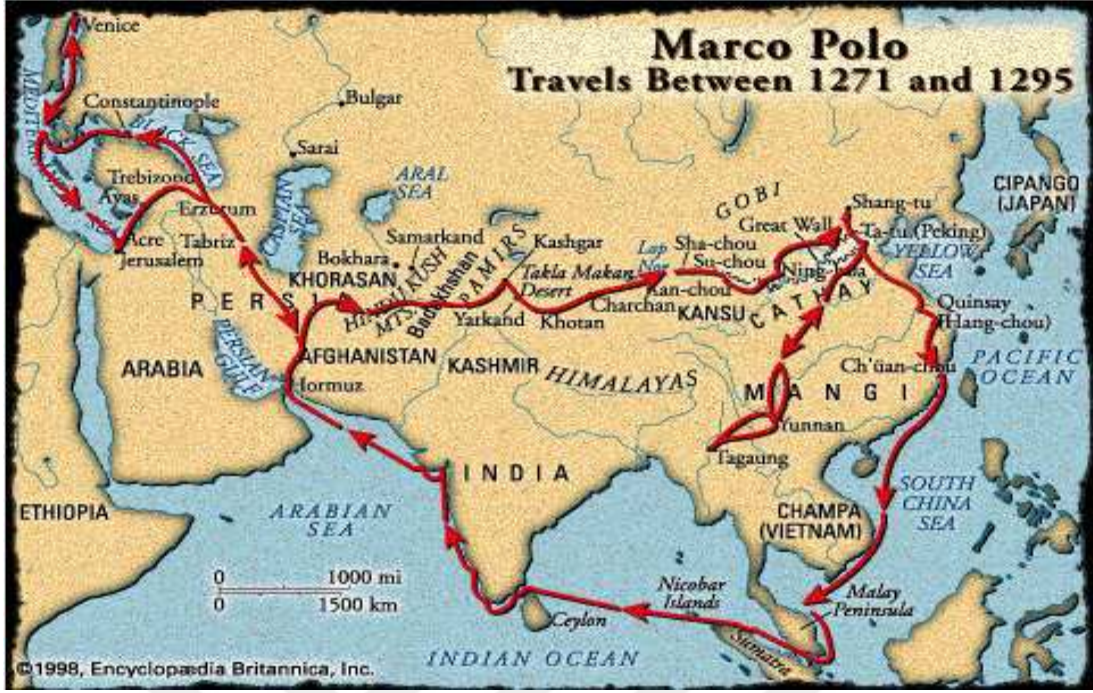 Marco Polo
Travels Between 1271 and 1295
Venice
Constantinople
BLACK SEA
Bulgar
Sarai
ARAL
SEA
CASPIAN
SEA
Trebizond
Ayas
Erzurum
Acre
Jerusalem
Tabriz
Bokhara
Samarkand
KHORASAN
PERSIA
HINDU KUSH
MTS.
Badakhshan
PAMIRS
Kashgar
Takla Makan
Desert
Yarkand
Khotan
Charchan
Lop
Nor
Sha-chou
Su-chou
Kan-chou
KANSU
GOBI
Great Wall
Shang-tu
Ta-tu (Peking)
Ning-hsia
CATHAY
YELLOW
SEA
CIPANGO
(JAPAN)
Quinsay
(Hang-chou)
Ch'üan-chou
PACIFIC
OCEAN
MANGI
Yunnan
Tagaung
HIMALAYAS
KASHMIR
AFGHANISTAN
Hormuz
PERSIAN
GULF
ARABIA
ETHIOPIA
ARABIAN
SEA
INDIA
CHAMPA
(VIETNAM)
SOUTH
CHINA
SEA
Malay
Peninsula
Nicobar
Islands
Sumatra
Ceylon
INDIAN OCEAN
0 1000 mi
0 1500 km
©1998, Encyclopædia Britannica, Inc.